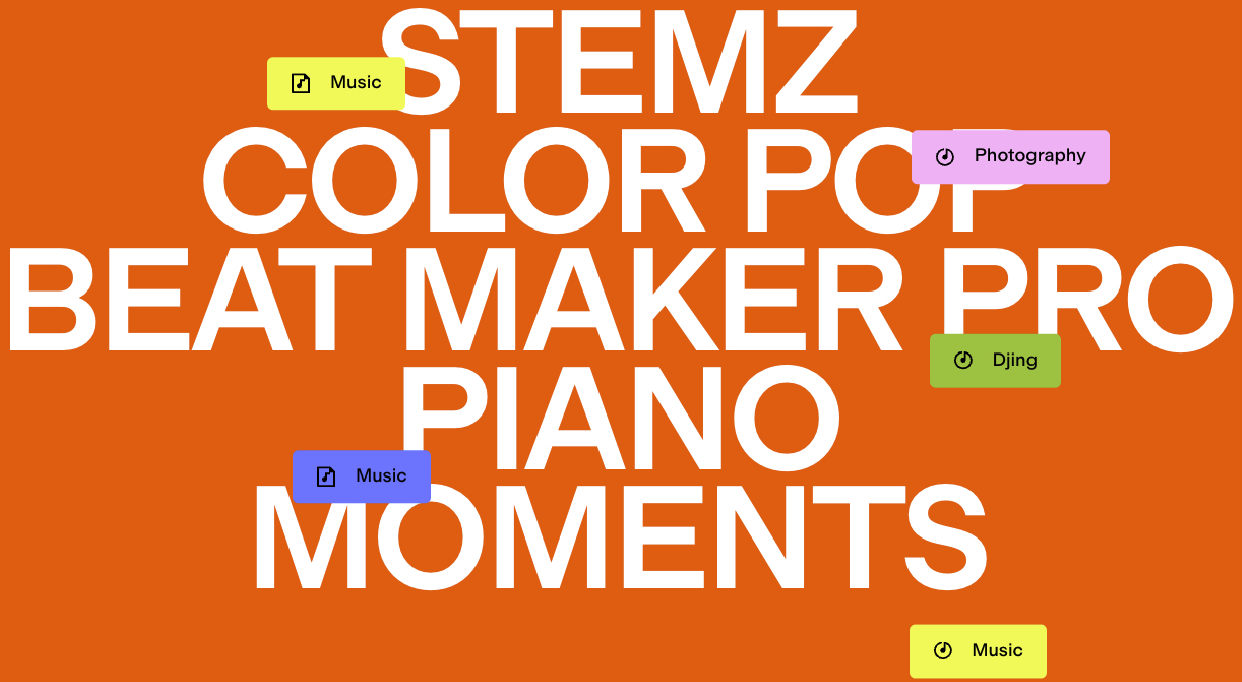 STEMZ
Music
COLOR POP
Photography
BEAT MAKER PRO
Djing
PIANO
Music
MOMENTS
Music